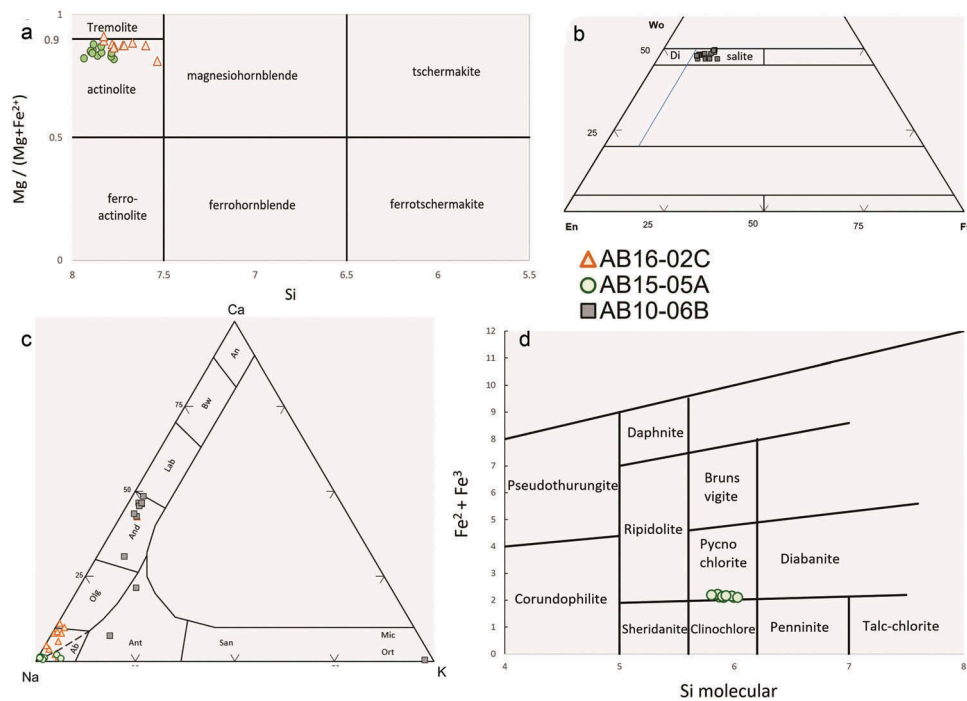 a
1
0.9
0.5
0
Mg / (Mg+Fe²⁺)
Tremolite
actinolite
magnesiohornblende
tschermakite
ferro-
actinolite
ferrohornblende
ferrotschermakite
8
7.5
7
6.5
6
5.5
Si
b
Wo
50
Di
salite
25
En
25
50
75
AB16-02C
AB15-05A
AB10-06B
c
Ca
An
75
Bw
Lab
50
And
25
Olg
Ab
Ant
San
Mic
Ort
Na
K
d
12
11
10
9
8
7
6
5
4
3
2
1
0
Fe² + Fe³
Daphnite
Pseudothurungite
Bruns
vigite
Ripidolite
Pycno
chlorite
Diabanite
Corundophilite
Sheridanite
Clinochlore
Penninite
Talc-chlorite
4
5
6
7
8
Si molecular